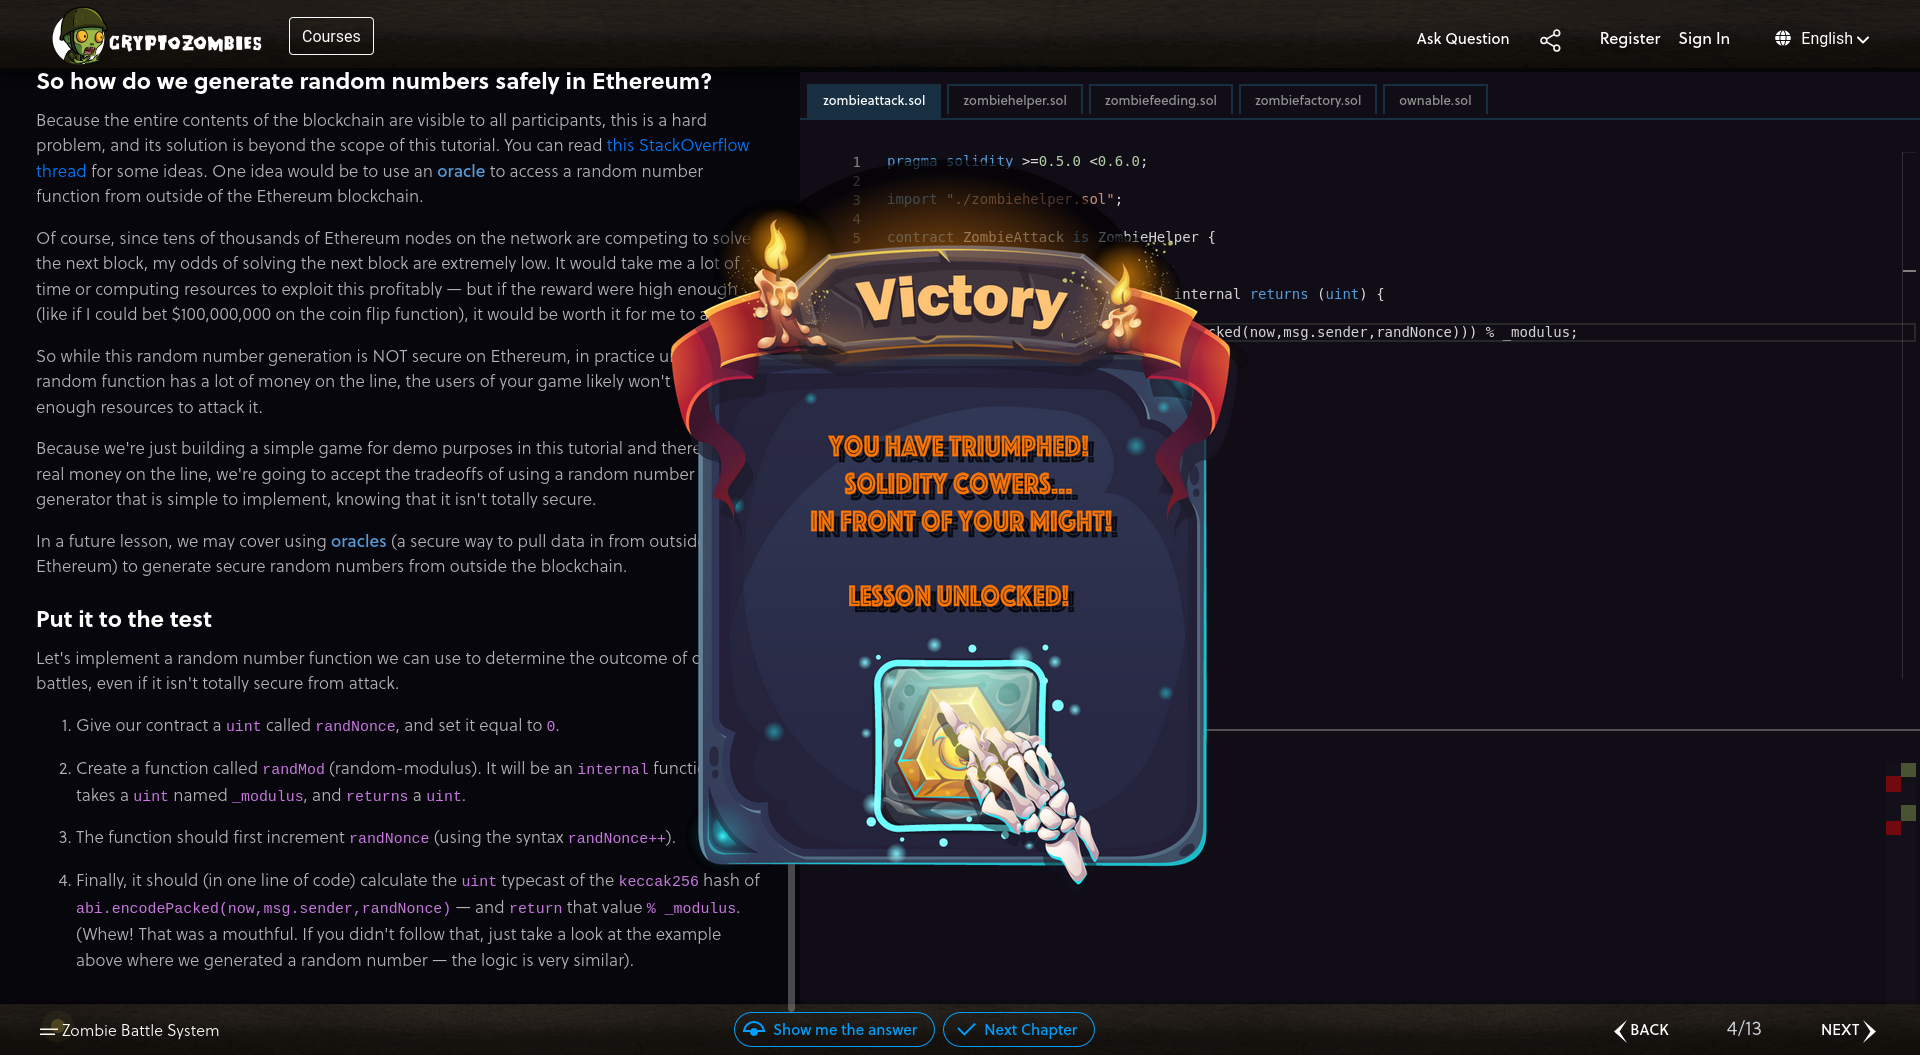 CRYPTOZOMBIES
Courses
Ask Question
Register
Sign In
English
So how do we generate random numbers safely in Ethereum?
Because the entire contents of the blockchain are visible to all participants, this is a hard
problem, and its solution is beyond the scope of this tutorial. You can read this StackOverflow
thread for some ideas. One idea would be to use an oracle to access a random number
function from outside of the Ethereum blockchain.
Of course, since tens of thousands of Ethereum nodes on the network are competing to solve
the next block, my odds of solving the next block are extremely low. It would take me a lot of
time or computing resources to exploit this profitably — but if the reward were high enough
(like if I could bet $100,000,000 on the coin flip function), it would be worth it for me to a
So while this random number generation is NOT secure on Ethereum, in practice
random function has a lot of money on the line, the users of your game likely won't
enough resources to attack it.
Because we're just building a simple game for demo purposes in this tutorial and there
real money on the line, we're going to accept the tradeoffs of using a random number
generator that is simple to implement, knowing that it isn't totally secure.
In a future lesson, we may cover using oracles (a secure way to pull data in from outside
Ethereum) to generate secure random numbers from outside the blockchain.
Put it to the test
Let's implement a random number function we can use to determine the outcome of
battles, even if it isn't totally secure from attack.
1. Give our contract a uint called randNonce, and set it equal to 0.
2. Create a function called randMod (random-modulus). It will be an internal functi
takes a uint named _modulus, and returns a uint.
3. The function should first increment randNonce (using the syntax randNonce++).
4. Finally, it should (in one line of code) calculate the uint typecast of the keccak256 hash of
abi.encodePacked(now,msg.sender,randNonce) — and return that value % _modulus.
(Whew! That was a mouthful. If you didn't follow that, just take a look at the example
above where we generated a random number — the logic is very similar).
zombieattack.sol
zombiehelper.sol
zombiefeeding.sol
zombiefactory.sol
ownable.sol
1 pragma solidity >=0.5.0 <0.6.0;
2
3 import "./zombiehelper.sol";
4
5 contract ZombieAttack is ZombieHelper {
) internal returns (uint) {
cked(now,msg.sender,randNonce))) % _modulus;
Victory
YOU HAVE TRIUMPHED!
SOLIDITY COWERS...
IN FRONT OF YOUR MIGHT!
LESSON UNLOCKED!
Zombie Battle System
Show me the answer
Next Chapter
BACK
4/13
NEXT